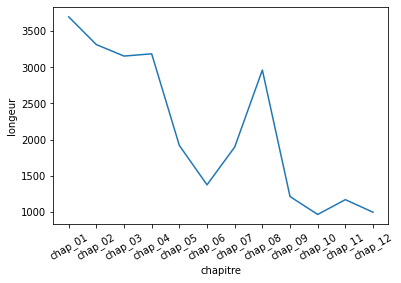 3500
3000
2500
2000
1500
1000
longeur
chap_01
chap_02
chap_03
chap_04
chap_05
chap_06
chap_07
chap_08
chap_09
chap_10
chap_11
chap_12
chapitre